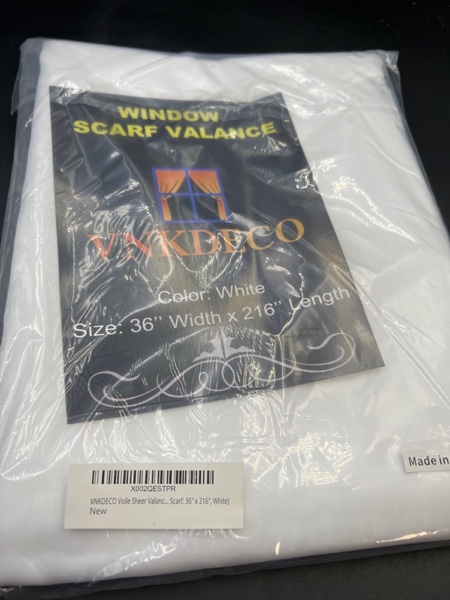 WINDOW
SCARF VALANCE
VNKDECO
Color: White
Size: 36'' Width x 216'' Length
Made in
X002QESTPR
VNKDECO Voile Sheer Valanc... Scarf: 36" x 216", White)
New